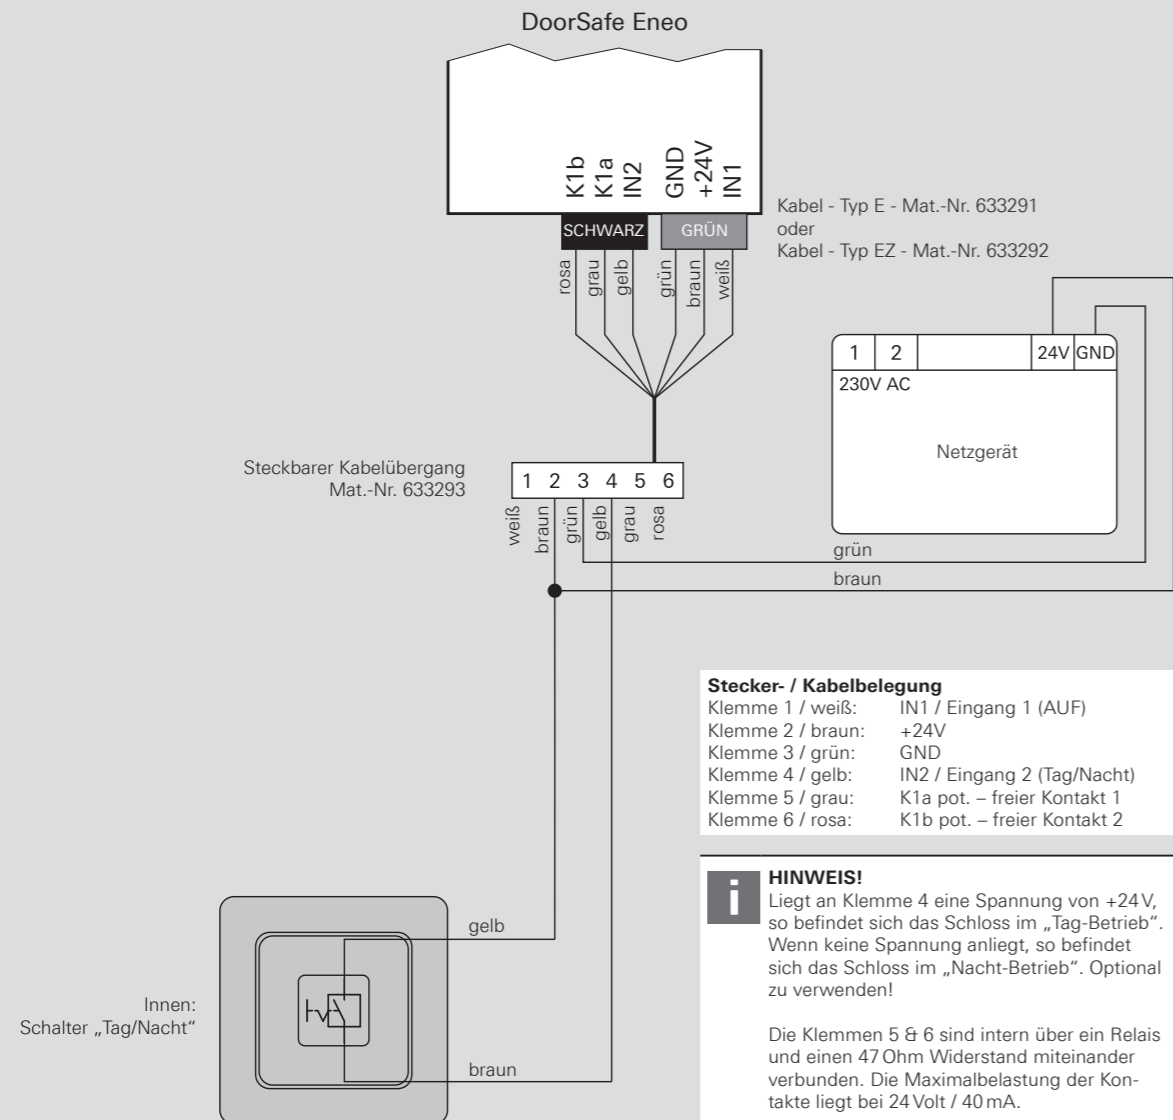 DoorSafe Eneo
K1b
K1a
IN2
GND
+24V
IN1
SCHWARZ
GRÜN
Kabel - Typ E - Mat.-Nr. 633291
oder
Kabel - Typ EZ - Mat.-Nr. 633292
rosa
grau
gelb
grün
braun
weiß
1 2 24V GND
230V AC
Netzgerät
Steckbarer Kabelübergang
Mat.-Nr. 633293
1 2 3 4 5 6
weiß
braun
grün
gelb
grau
rosa
grün
braun
Stecker- / Kabelbelegung
Klemme 1 / weiß: IN1 / Eingang 1 (AUF)
Klemme 2 / braun: +24V
Klemme 3 / grün: GND
Klemme 4 / gelb: IN2 / Eingang 2 (Tag/Nacht)
Klemme 5 / grau: K1a pot. – freier Kontakt 1
Klemme 6 / rosa: K1b pot. – freier Kontakt 2
i
HINWEIS!
Liegt an Klemme 4 eine Spannung von +24 V,
so befindet sich das Schloss im „Tag-Betrieb“.
Wenn keine Spannung anliegt, so befindet
sich das Schloss im „Nacht-Betrieb“. Optional
zu verwenden!
Die Klemmen 5 & 6 sind intern über ein Relais
und einen 47 Ohm Widerstand miteinander
verbunden. Die Maximalbelastung der Kon-
takte liegt bei 24 Volt / 40 mA.
gelb
Innen:
Schalter „Tag/Nacht“
braun